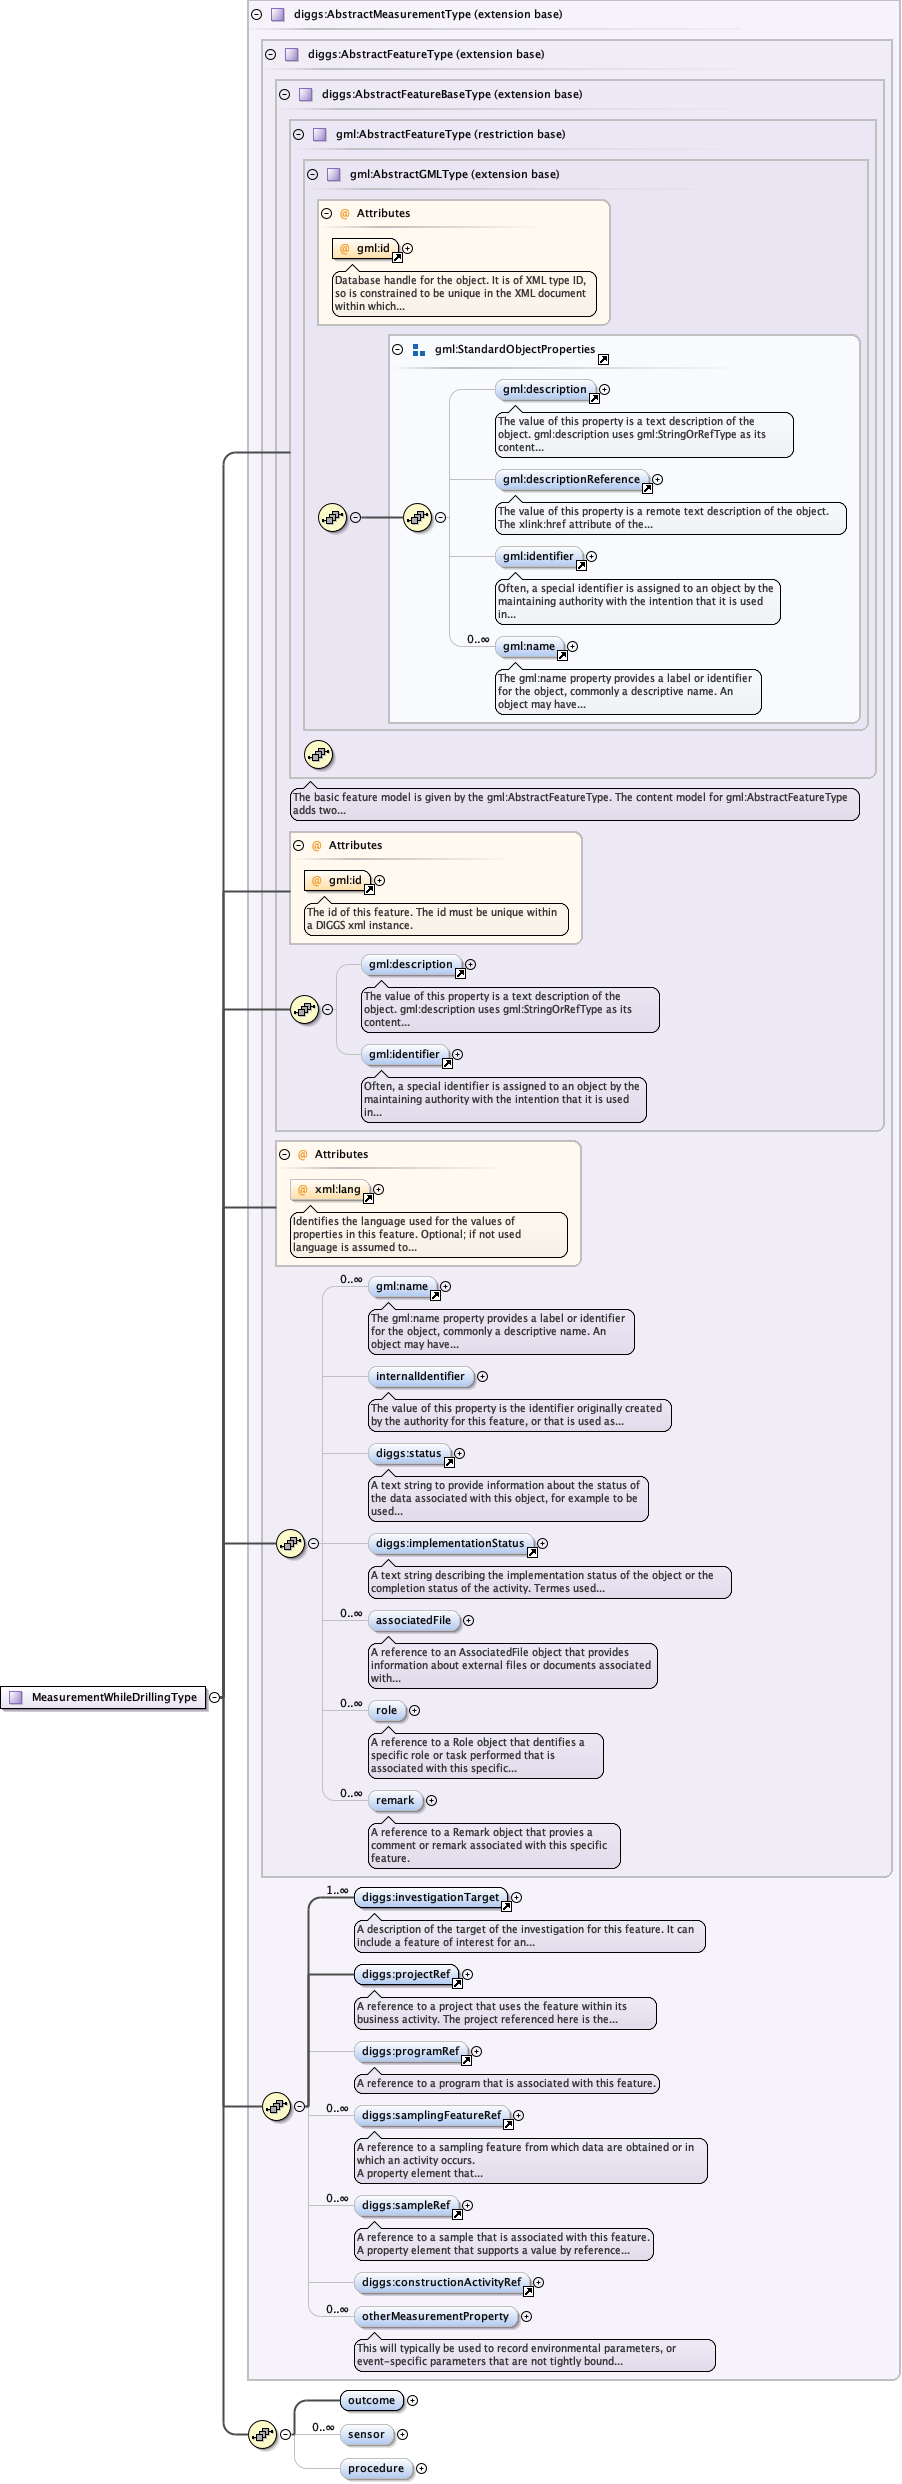 diggs:AbstractMeasurementType (extension base)
diggs:AbstractFeatureType (extension base)
diggs:AbstractFeatureBaseType (extension base)
gml:AbstractFeatureType (restriction base)
gml:AbstractGMLType (extension base)
@ Attributes
@ gml:id
Database handle for the object. It is of XML type ID,
so is constrained to be unique in the XML document
within which...
gml:StandardObjectProperties
gml:description
The value of this property is a text description of the
object. gml:description uses gml:StringOrRefType as its
content...
gml:descriptionReference
The value of this property is a remote text description of the object.
The xlink:href attribute of the...
gml:identifier
Often, a special identifier is assigned to an object by the
maintaining authority with the intention that it is used
in...
0..∞
gml:name
The gml:name property provides a label or identifier
for the object, commonly a descriptive name. An
object may have...
The basic feature model is given by the gml:AbstractFeatureType. The content model for gml:AbstractFeatureType
adds two...
@ Attributes
@ gml:id
The id of this feature. The id must be unique within
a DIGGS xml instance.
gml:description
The value of this property is a text description of the
object. gml:description uses gml:StringOrRefType as its
content...
gml:identifier
Often, a special identifier is assigned to an object by the
maintaining authority with the intention that it is used
in...
@ Attributes
@ xml:lang
Identifies the language used for the values of
properties in this feature. Optional; if not used
language is assumed to...
0..∞
gml:name
The gml:name property provides a label or identifier
for the object, commonly a descriptive name. An
object may have...
internalIdentifier
The value of this property is the identifier originally created
by the authority for this feature, or that is used as...
diggs:status
A text string to provide information about the status of
the data associated with this object, for example to be
used...
diggs:implementationStatus
A text string describing the implementation status of the object or the
completion status of the activity. Termes used...
0..∞
associatedFile
A reference to an AssociatedFile object that provides
information about external files or documents associated
with...
MeasurementWhileDrillingType
0..∞
role
A reference to a Role object that dentifies a
specific role or task performed that is
associated with this specific...
0..∞
remark
A reference to a Remark object that provies a
comment or remark associated with this specific
feature.
1..∞
diggs:investigationTarget
A description of the target of the investigation for this feature. It can
include a feature of interest for an...
diggs:projectRef
A reference to a project that uses the feature within its
business activity. The project referenced here is the...
diggs:programRef
A reference to a program that is associated with this feature.
0..∞
diggs:samplingFeatureRef
A reference to a sampling feature from which data are obtained or in
which an activity occurs.
A property element that...
0..∞
diggs:sampleRef
A reference to a sample that is associated with this feature.
A property element that supports a value by reference...
diggs:constructionActivityRef
0..∞
otherMeasurementProperty
This will typically be used to record environmental parameters, or
event-specific parameters that are not tightly bound...
outcome
0..∞
sensor
procedure